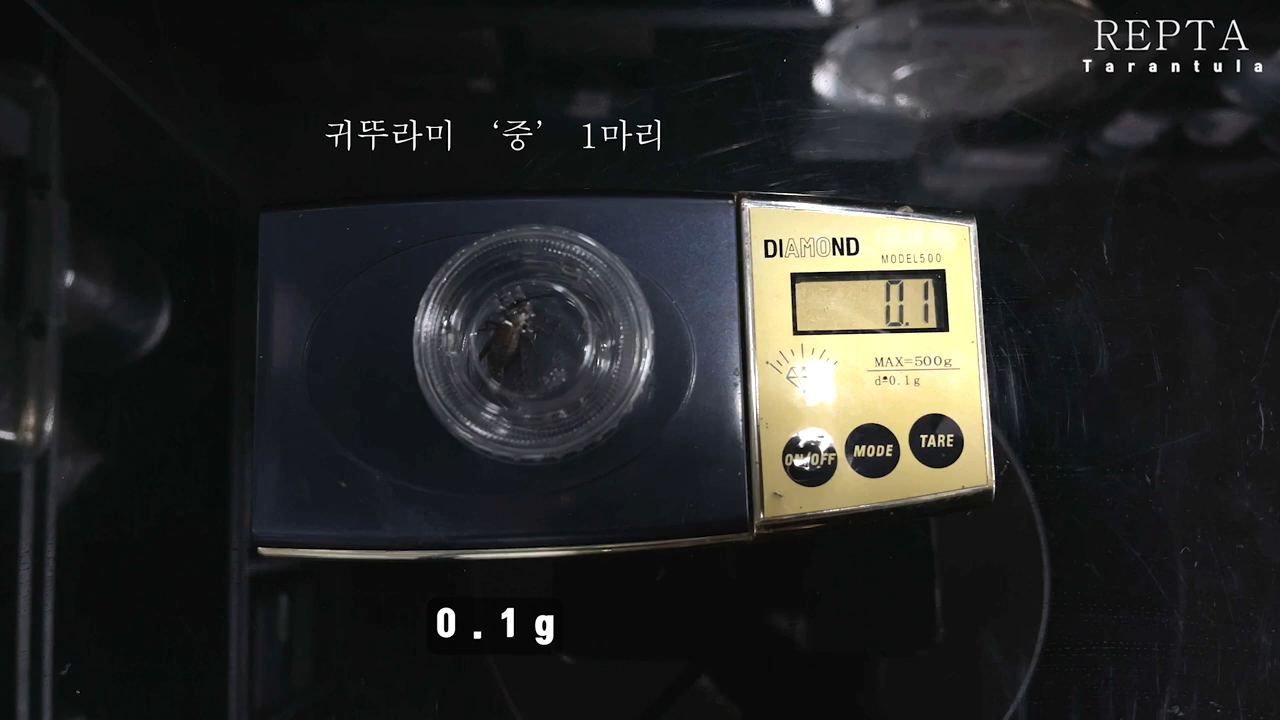 REPTA
Tarantula
귀뚜라미 ‘중’ 1마리
DIAMOND
MODEL500
0.1
MAX=500g
d=0.1g
ON/OFF
MODE
TARE
0.1g